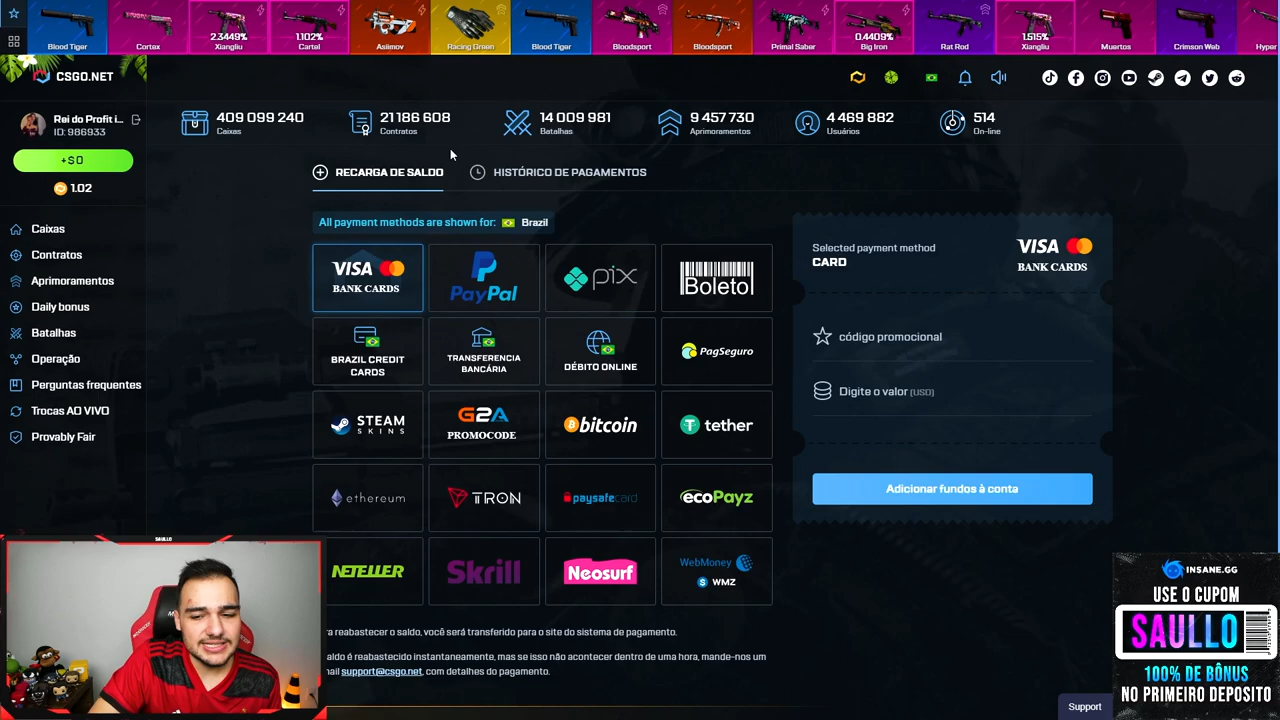 2.3449%
1.102%
0.4409%
1.515%
Blood Tiger
Cortex
Xiangliu
Cartel
Asiimov
Racing Green
Blood Tiger
Bloodsport
Bloodsport
Primal Saber
Big Iron
Rat Rod
Xiangliu
Muertos
Crimson Web
Hyper
CSGO.NET
Rei do Profit i...
ID: 986933
+$0
1.02
Caixas
Contratos
Aprimoramentos
Daily bonus
Batalhas
Operação
Perguntas frequentes
Trocas AO VIVO
Provably Fair
409 099 240
Caixas
21 186 608
Contratos
14 009 981
Batalhas
9 457 730
Aprimoramentos
4 469 882
Usuários
514
On-line
RECARGA DE SALDO
HISTÓRICO DE PAGAMENTOS
All payment methods are shown for: Brazil
VISA
BANK CARDS
PayPal
pix
Boleto
BRAZIL CREDIT
CARDS
TRANSFERENCIA
BANCÁRIA
DÉBITO ONLINE
PagSeguro
STEAM
SKINS
G2A
PROMOCODE
bitcoin
tether
ethereum
TRON
paysafecard
ecoPayz
NETELLER
Skrill
Neosurf
WebMoney
WMZ
ra reabastecer o saldo, você será transferido para o site do sistema de pagamento.
aldo é reabastecido instantaneamente, mas se isso não acontecer dentro de uma hora, mande-nos um
ail support@csgo.net, com detalhes do pagamento.
Selected payment method
CARD
VISA
BANK CARDS
código promocional
Digite o valor (USD)
Adicionar fundos à conta
SAULLO
INSANE.GG
USE O CUPOM
SAULLO
100% DE BÔNUS
NO PRIMEIRO DEPOSITO
Support